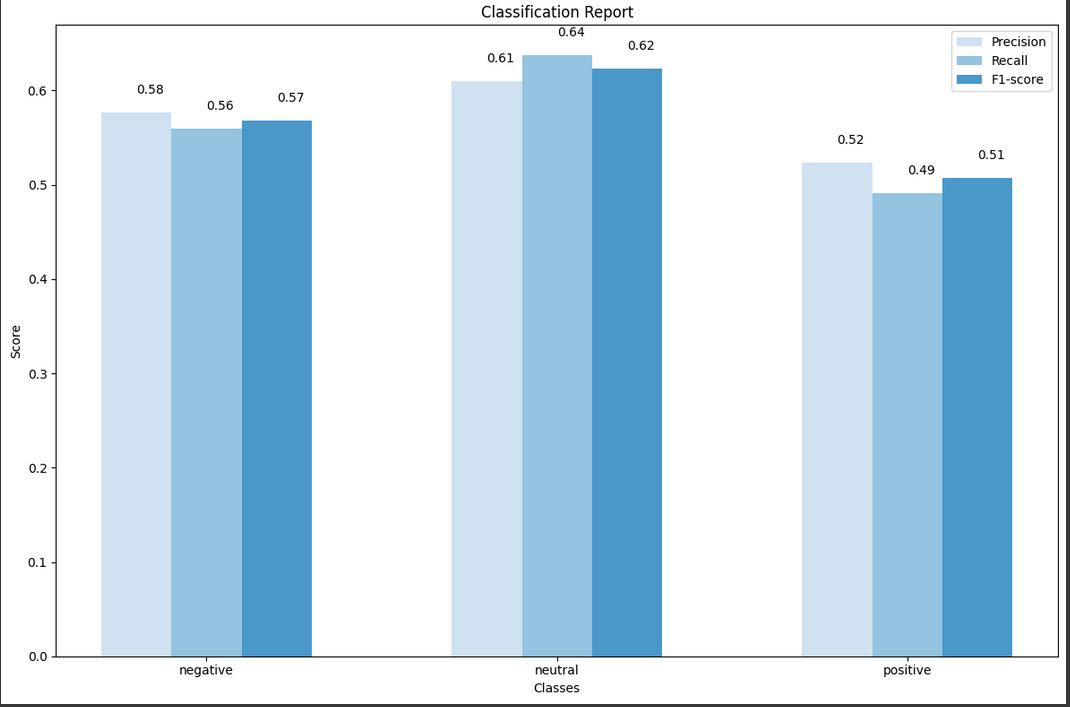 Classification Report
Precision
Recall
F1-score
0.58
0.56
0.57
0.61
0.64
0.62
0.52
0.49
0.51
Score
0.6
0.5
0.4
0.3
0.2
0.1
0.0
negative
neutral
positive
Classes